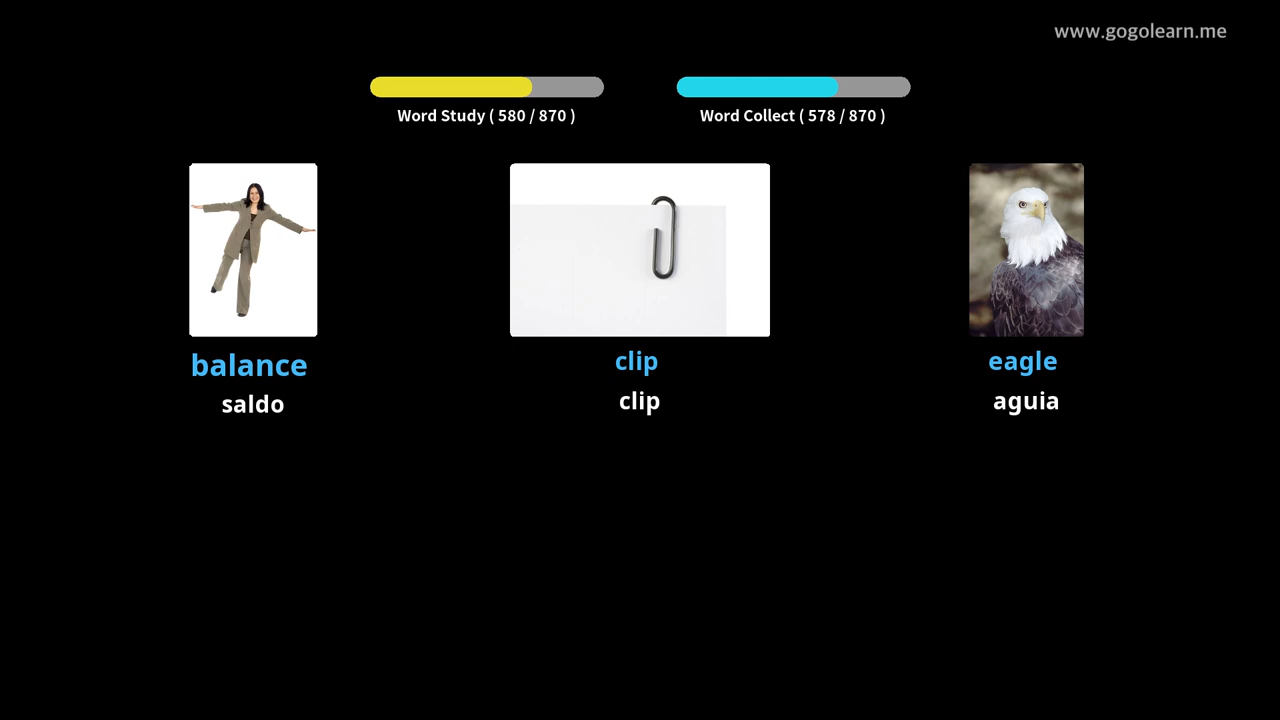 www.gogolearn.me
Word Study ( 580 / 870 )
Word Collect ( 578 / 870 )
balance
clip
eagle
saldo
clip
aguia